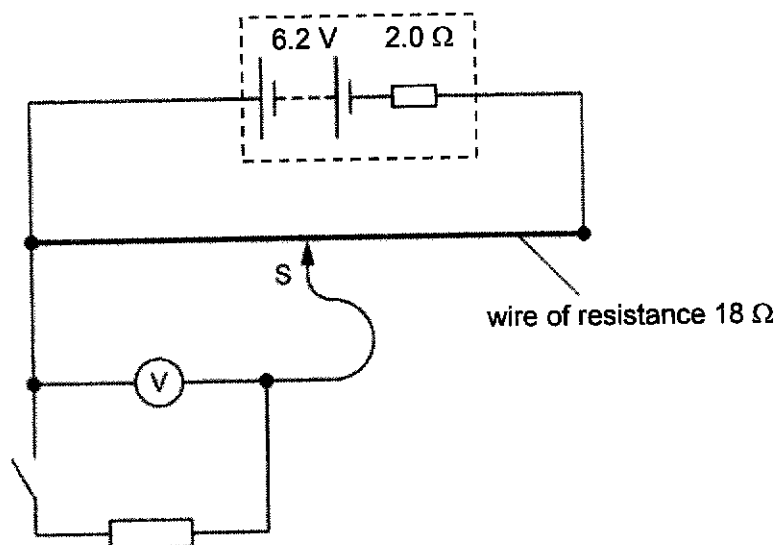 6.2 V 2.0 Ω
S
wire of resistance 18 Ω
V